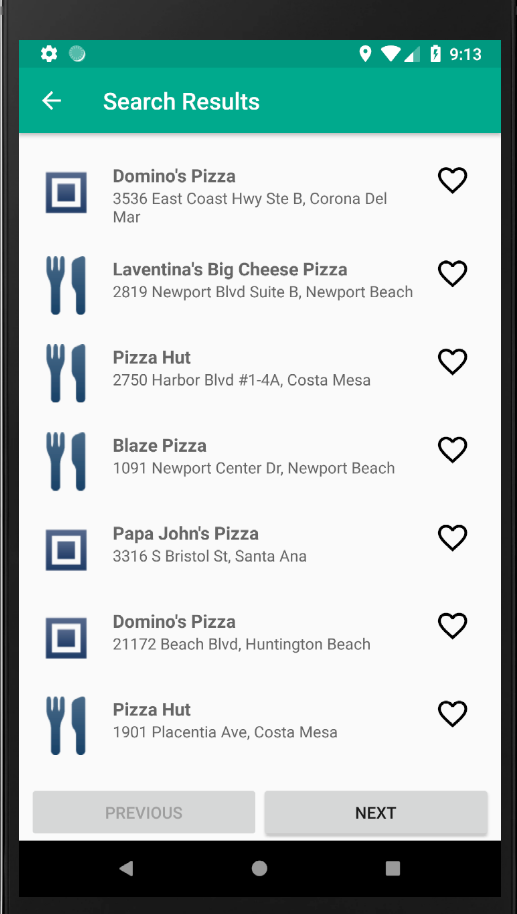 9:13
Search Results
Domino's Pizza
3536 East Coast Hwy Ste B, Corona Del
Mar
Laventina's Big Cheese Pizza
2819 Newport Blvd Suite B, Newport Beach
Pizza Hut
2750 Harbor Blvd #1-4A, Costa Mesa
Blaze Pizza
1091 Newport Center Dr, Newport Beach
Papa John's Pizza
3316 S Bristol St, Santa Ana
Domino's Pizza
21172 Beach Blvd, Huntington Beach
Pizza Hut
1901 Placentia Ave, Costa Mesa
PREVIOUS
NEXT